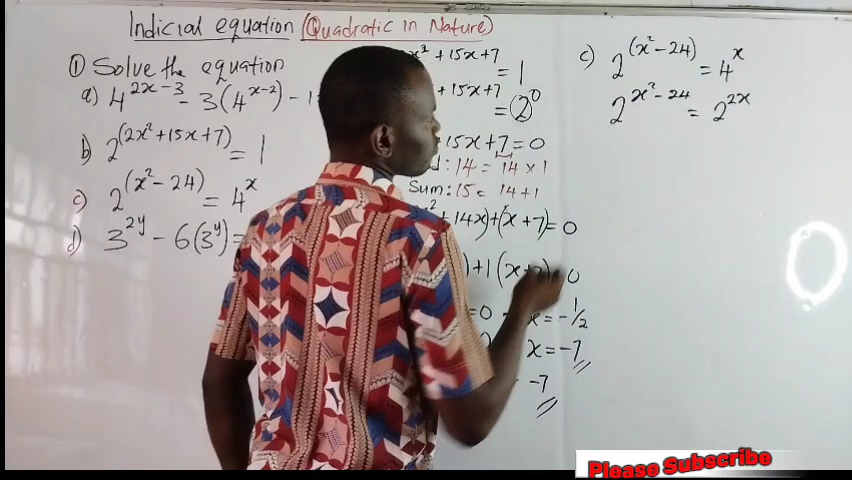 Indicial equation (Quadratic in Nature)
① Solve the equation
a) 4^(2x-3) - 3(4^(x-2)) - 1
b) 2^(2x²+15x+7) = 1
c) 2^(x²-24) = 4^x
d) 3^(2y) - 6(3^y) =
x² + 15x + 7 = 1
+ 15x + 7 = 2^0
15x + 7 = 0
: 14 = 14 x 1
Sum: 15 = 14 + 1
² + 14x) + (x + 7) = 0
) + 1 (x + 7) = 0
= 0 x = -1/2
x = -7
-7
c) 2^(x²-24) = 4^x
2^(x²-24) = 2^(2x)
Please Subscribe